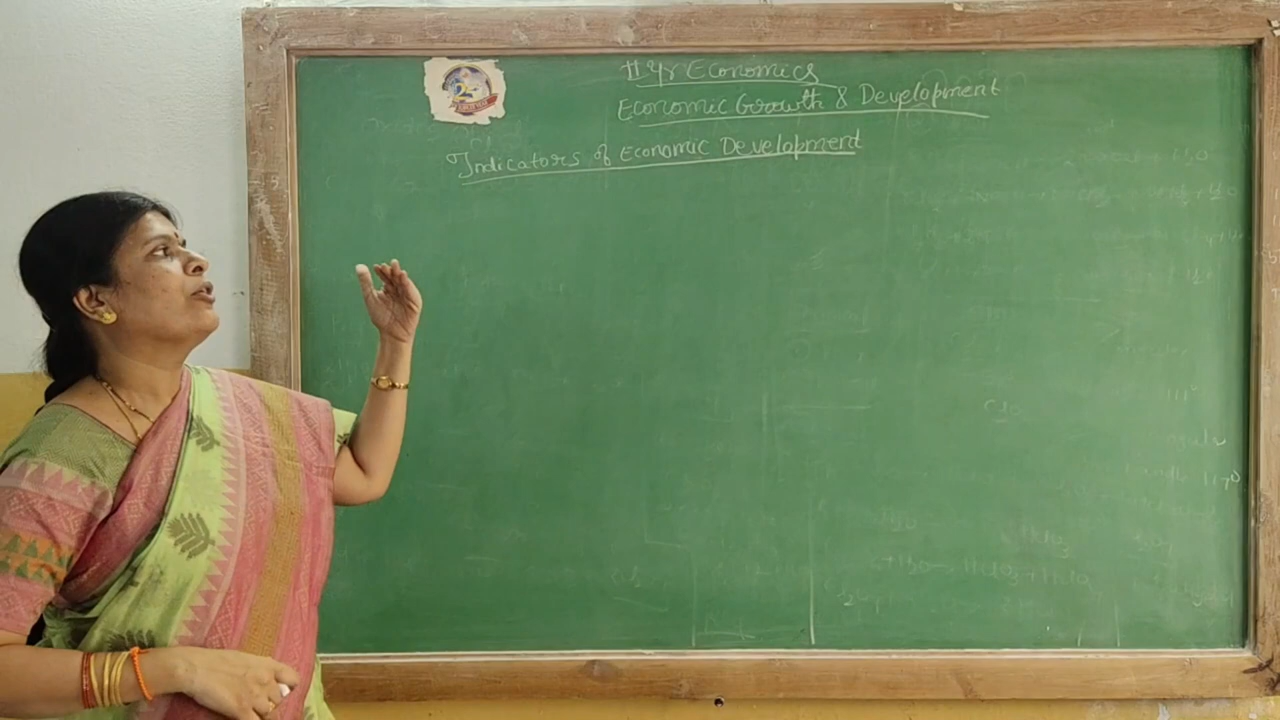 II Yr Economics
Economic Growth & Development
Indicators of Economic Development